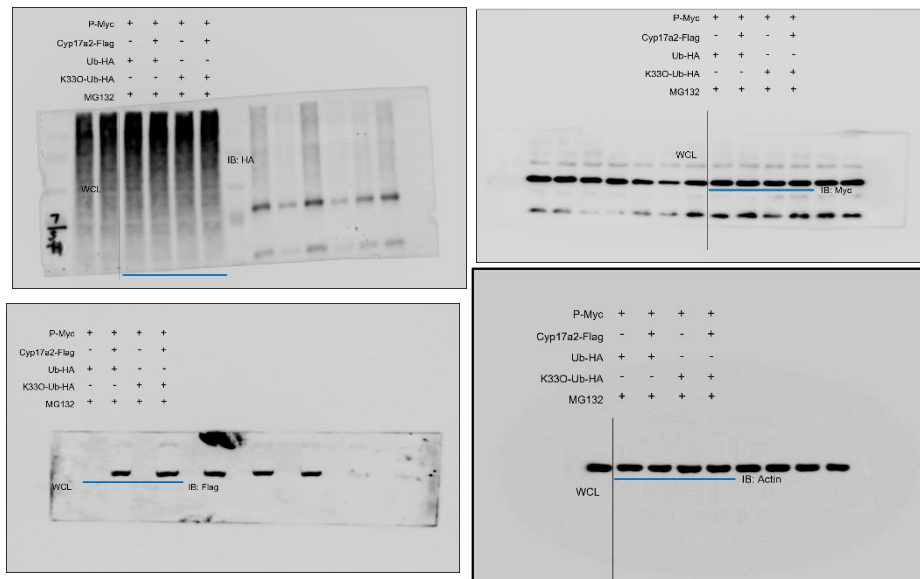 P-Myc + + + +
Cyp17a2-Flag - + - +
Ub-HA + + - -
K33O-Ub-HA - - + +
MG132 + + + +
IB: HA
WCL
P-Myc + + + +
Cyp17a2-Flag - + - +
Ub-HA + + - -
K33O-Ub-HA - - + +
MG132 + + + +
WCL
IB: Myc
P-Myc + + + +
Cyp17a2-Flag - + - +
Ub-HA + + - -
K33O-Ub-HA - - + +
MG132 + + + +
WCL IB: Flag
P-Myc + + + +
Cyp17a2-Flag - + - +
Ub-HA + + - -
K33O-Ub-HA - - + +
MG132 + + + +
IB: Actin
WCL